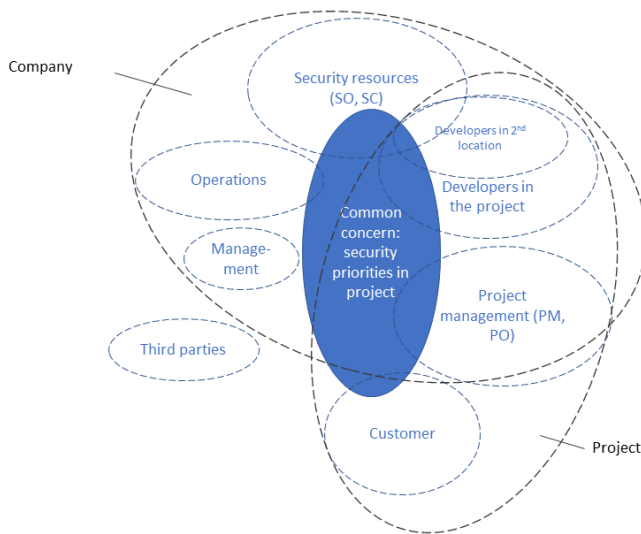 Company
Security resources
(SO, SC)
Developers in 2nd
location
Operations
Developers in
the project
Common
concern:
security
priorities in
project
Manage-
ment
Project
management (PM,
PO)
Third parties
Customer
Project